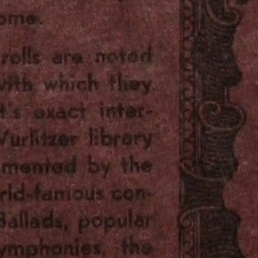 ome.
rolls are noted
with which they
t's exact inter-
Wurlitzer library
mented by the
rld-famous con-
Ballads, popular
ymphonies, the